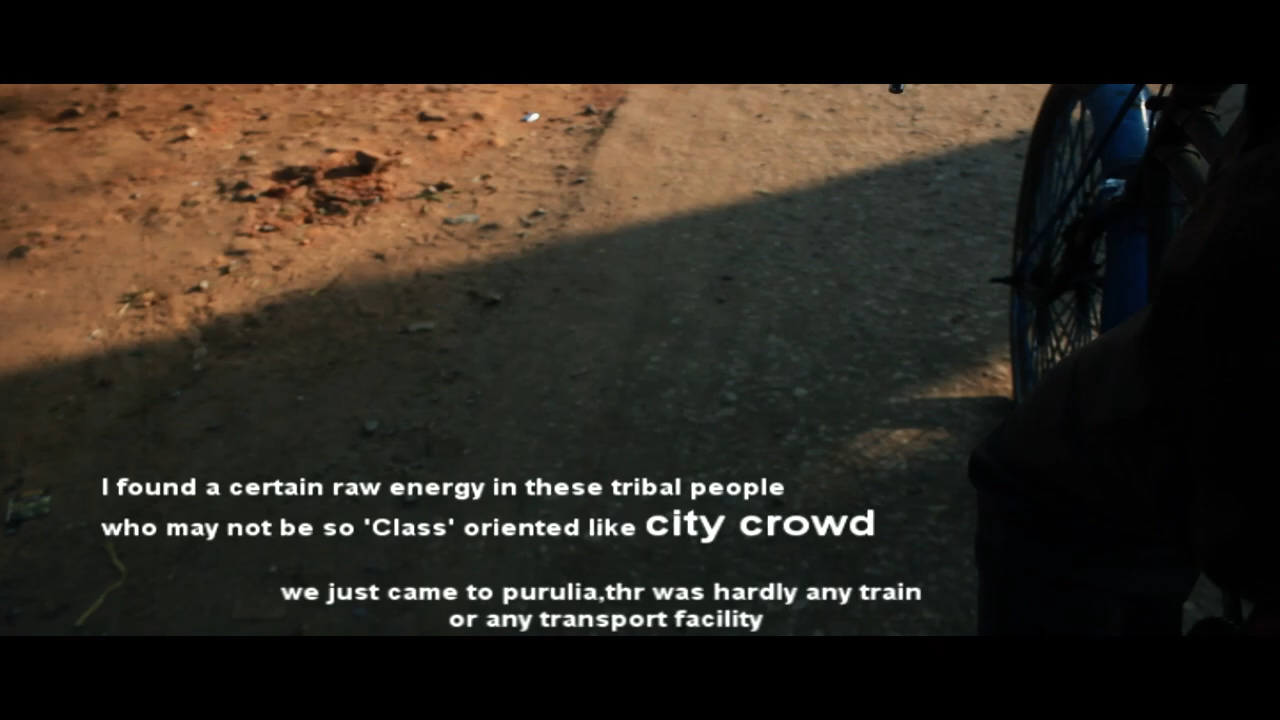 I found a certain raw energy in these tribal people
who may not be so 'Class' oriented like city crowd
we just came to purulia,thr was hardly any train
or any transport facility